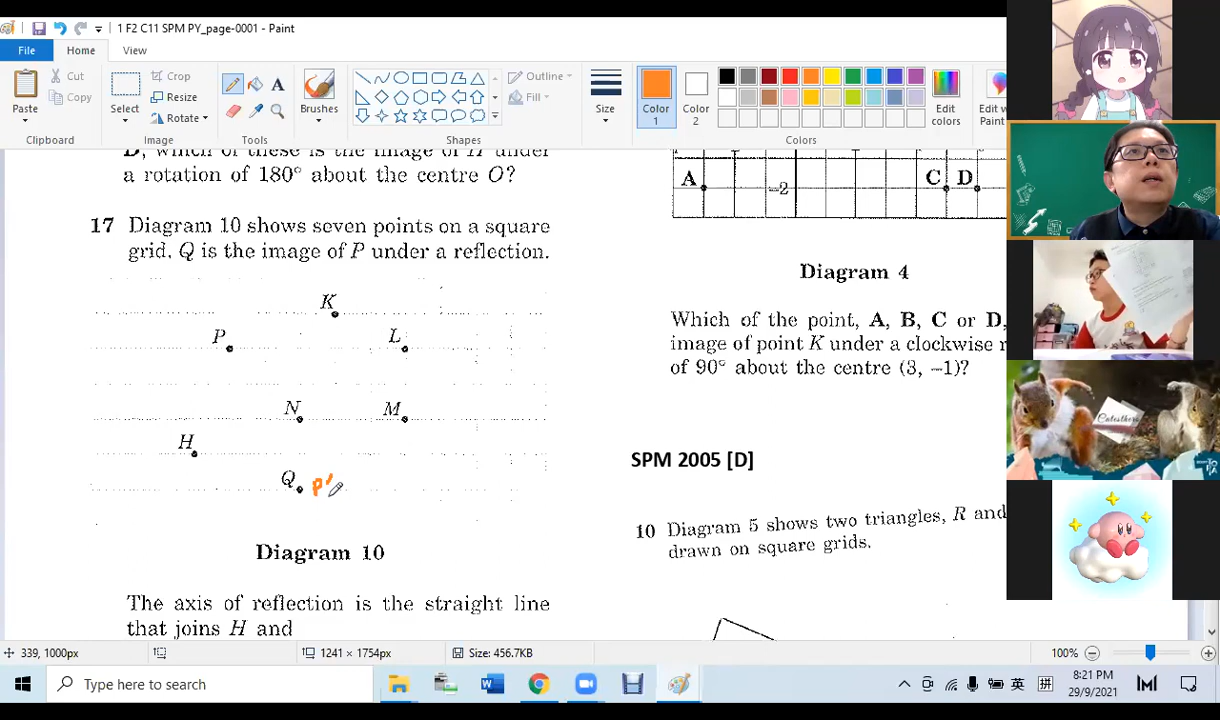 1 F2 C11 SPM PY_page-0001 - Paint
File Home View
Paste Cut Copy
Select Crop Resize Rotate
Brushes
Size
Outline Fill
Color 1 Color 2
Edit colors
Edit
Paint
Clipboard Image Tools Shapes Colors
a rotation of 180° about the centre O?
17 Diagram 10 shows seven points on a square
grid. Q is the image of P under a reflection.
K
P L
N M
H
Q P'
Diagram 10
The axis of reflection is the straight line
that joins H and
A -2 C D
Diagram 4
Which of the point, A, B, C or D,
image of point K under a clockwise
of 90° about the centre (3, -1)?
SPM 2005 [D]
10 Diagram 5 shows two triangles, R and
drawn on square grids.
339, 1000px 1241 × 1754px Size: 456.7KB 100%
Type here to search
英 拼
8:21 PM
29/9/2021